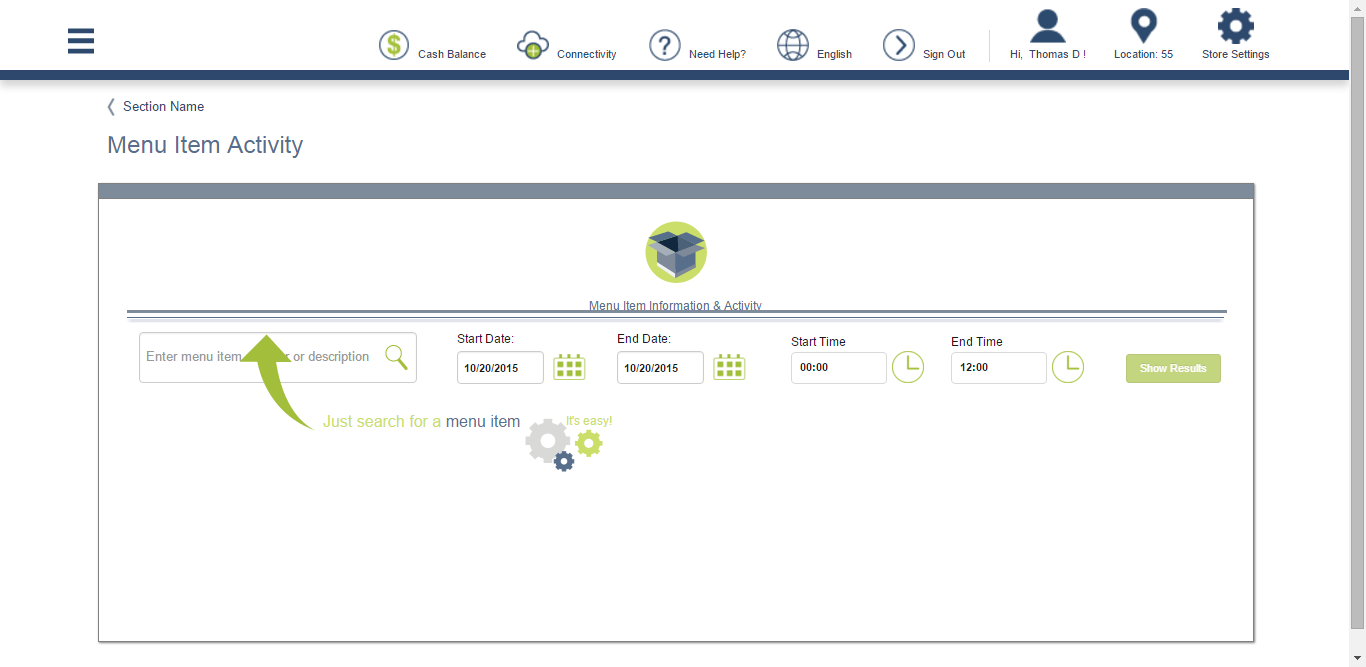 Cash Balance
Connectivity
Need Help?
English
Sign Out
Hi, Thomas D !
Location: 55
Store Settings
Section Name
Menu Item Activity
Menu Item Information & Activity
Enter menu item or description
Start Date:
10/20/2015
End Date:
10/20/2015
Start Time
00:00
End Time
12:00
Show Results
Just search for a menu item
It's easy!